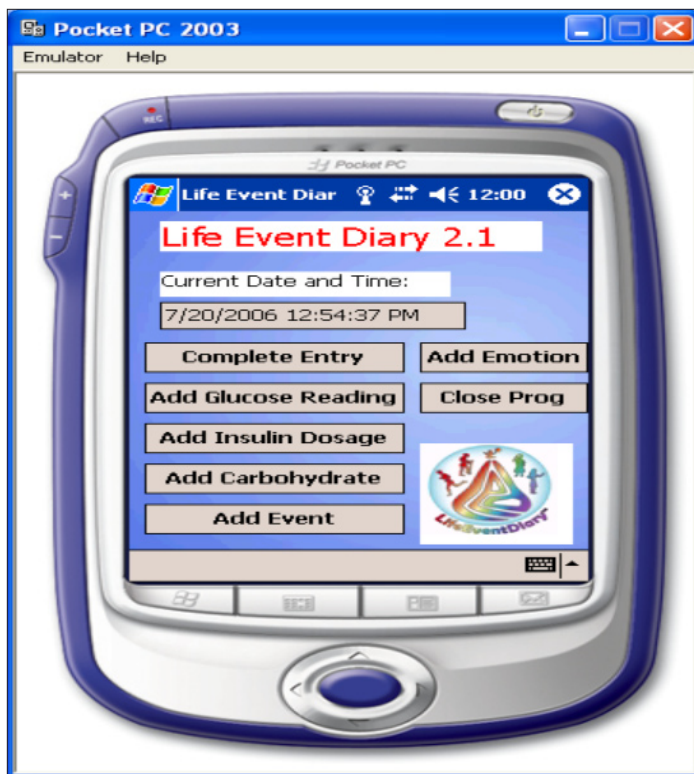 Pocket PC 2003
Emulator Help
REC
Pocket PC
Life Event Diar 12:00
Life Event Diary 2.1
Current Date and Time:
7/20/2006 12:54:37 PM
Complete Entry Add Emotion
Add Glucose Reading Close Prog
Add Insulin Dosage
Add Carbohydrate
Add Event
LifeEventDiary